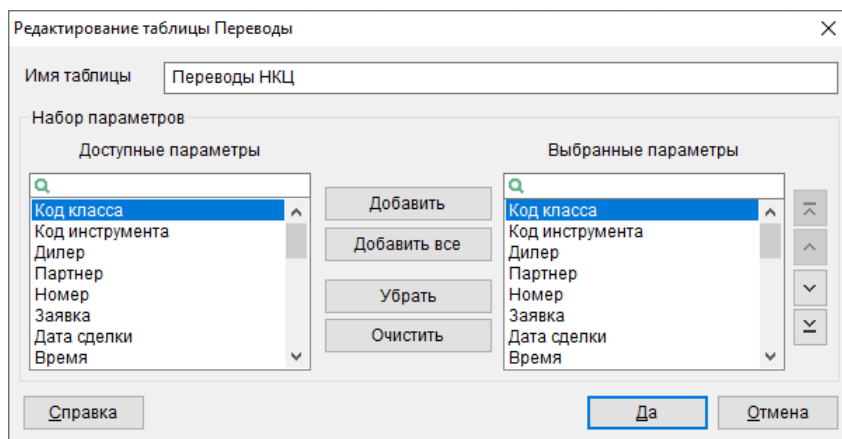 Редактирование таблицы Переводы
Имя таблицы Переводы НКЦ
Набор параметров
Доступные параметры
Код класса
Код инструмента
Дилер
Партнер
Номер
Заявка
Дата сделки
Время
Добавить
Добавить все
Убрать
Очистить
Выбранные параметры
Код класса
Код инструмента
Дилер
Партнер
Номер
Заявка
Дата сделки
Время
Справка Да Отмена